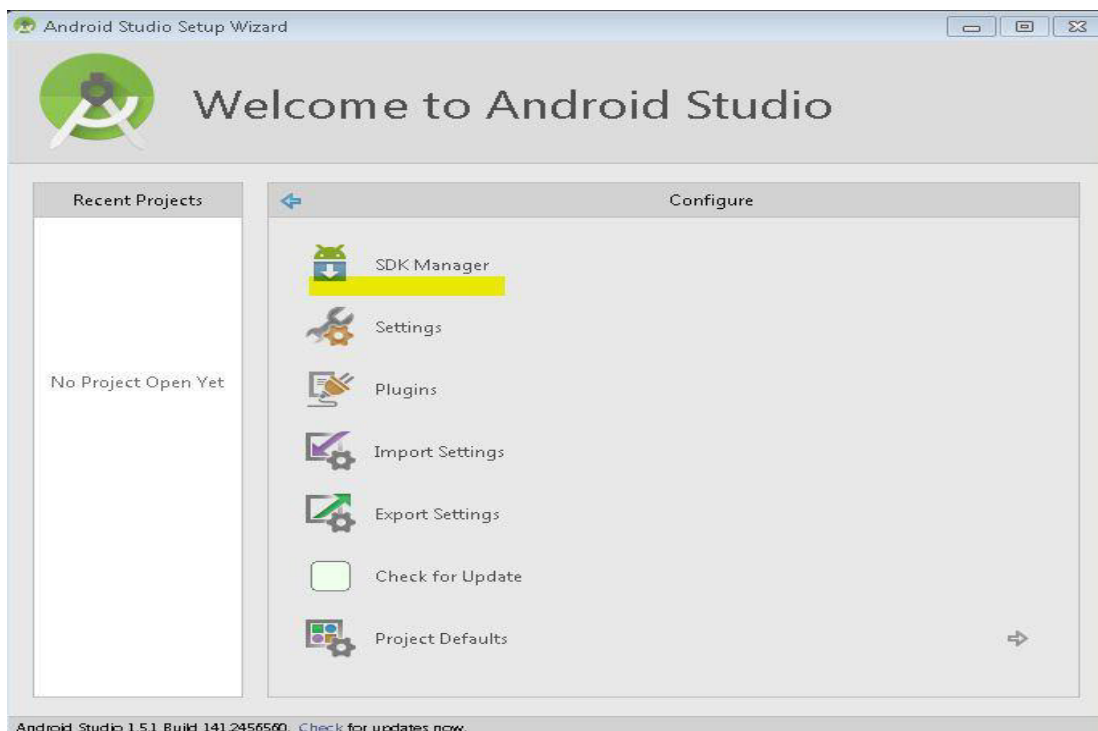 Android Studio Setup Wizard
Welcome to Android Studio
Recent Projects
No Project Open Yet
Configure
SDK Manager
Settings
Plugins
Import Settings
Export Settings
Check for Update
Project Defaults
Android Studio 1.5.1 Build 141.2456560. Check for updates now.